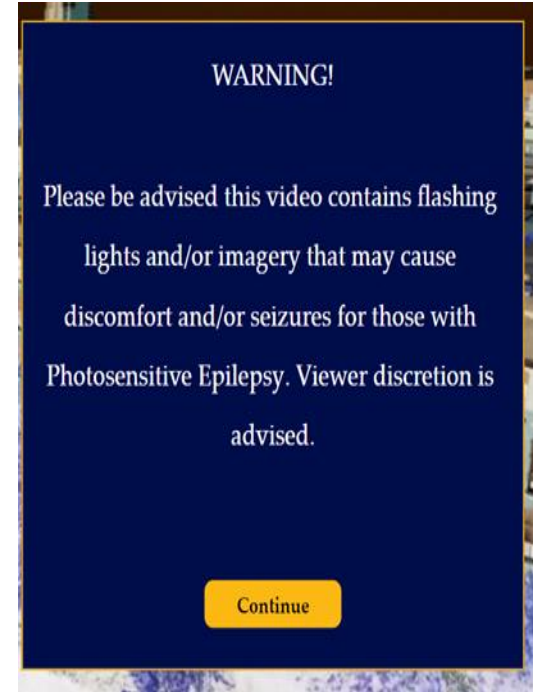 WARNING!
Please be advised this video contains flashing
lights and/or imagery that may cause
discomfort and/or seizures for those with
Photosensitive Epilepsy. Viewer discretion is
advised.
Continue